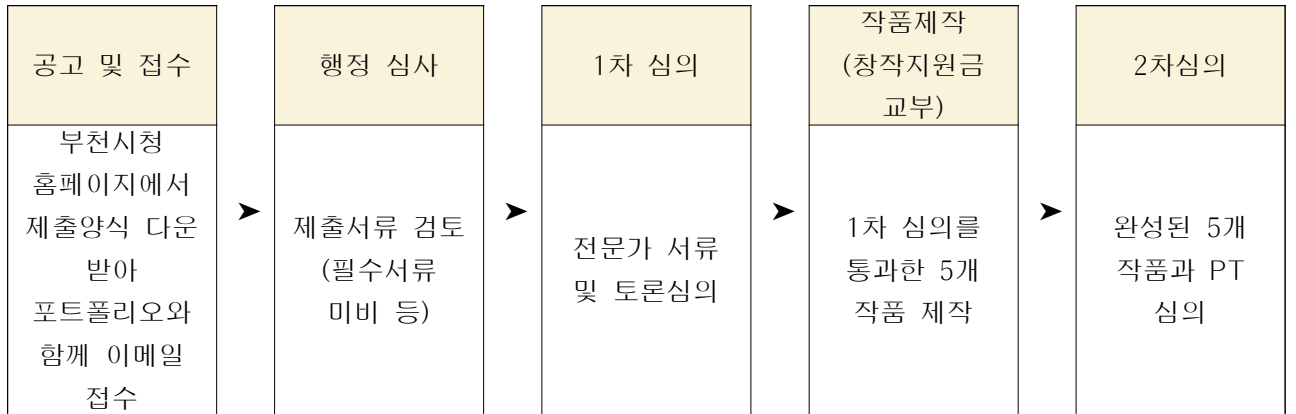 공고 및 접수
부천시청
홈페이지에서
제출양식 다운
받아
포트폴리오와
함께 이메일
접수
➤
행정 심사
제출서류 검토
(필수서류
미비 등)
➤
1차 심의
전문가 서류
및 토론심의
➤
작품제작
(창작지원금
교부)
1차 심의를
통과한 5개
작품 제작
➤
2차심의
완성된 5개
작품과 PT
심의